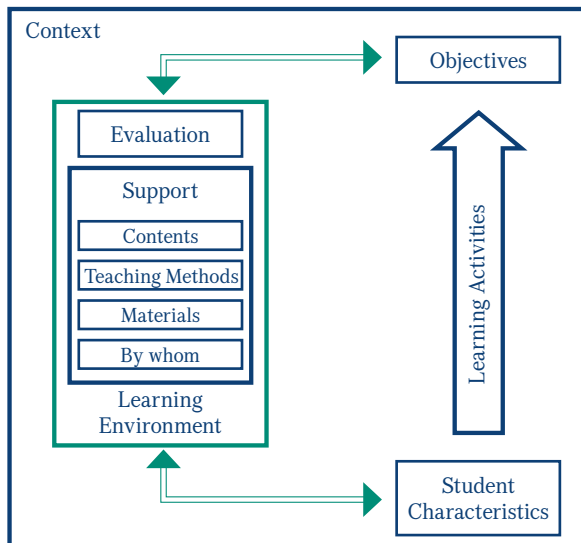 Context
Objectives
Evaluation
Support
Contents
Teaching Methods
Materials
By whom
Learning
Environment
Learning Activities
Student
Characteristics